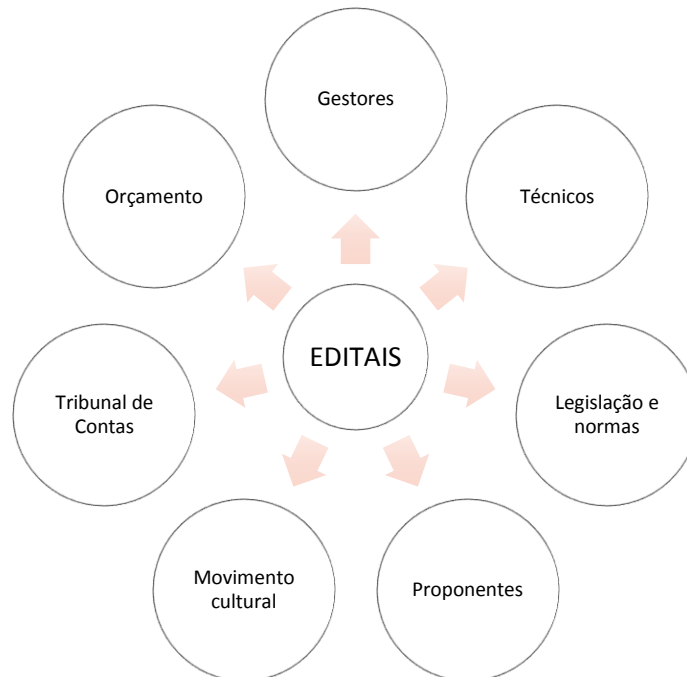 Gestores
Orçamento
Técnicos
EDITAIS
Tribunal de
Contas
Legislação e
normas
Movimento
cultural
Proponentes